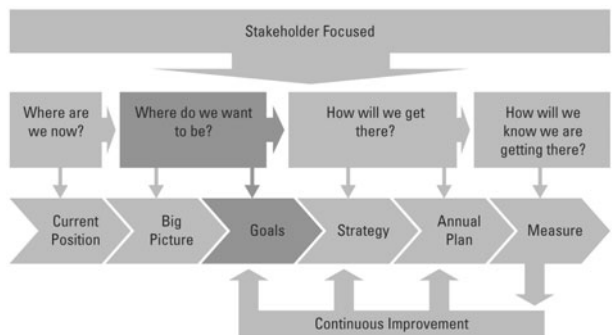 Stakeholder Focused
Where are
we now?
Where do we want
to be?
How will we get
there?
How will we
know we are
getting there?
Current
Position
Big
Picture
Goals
Strategy
Annual
Plan
Measure
Continuous Improvement